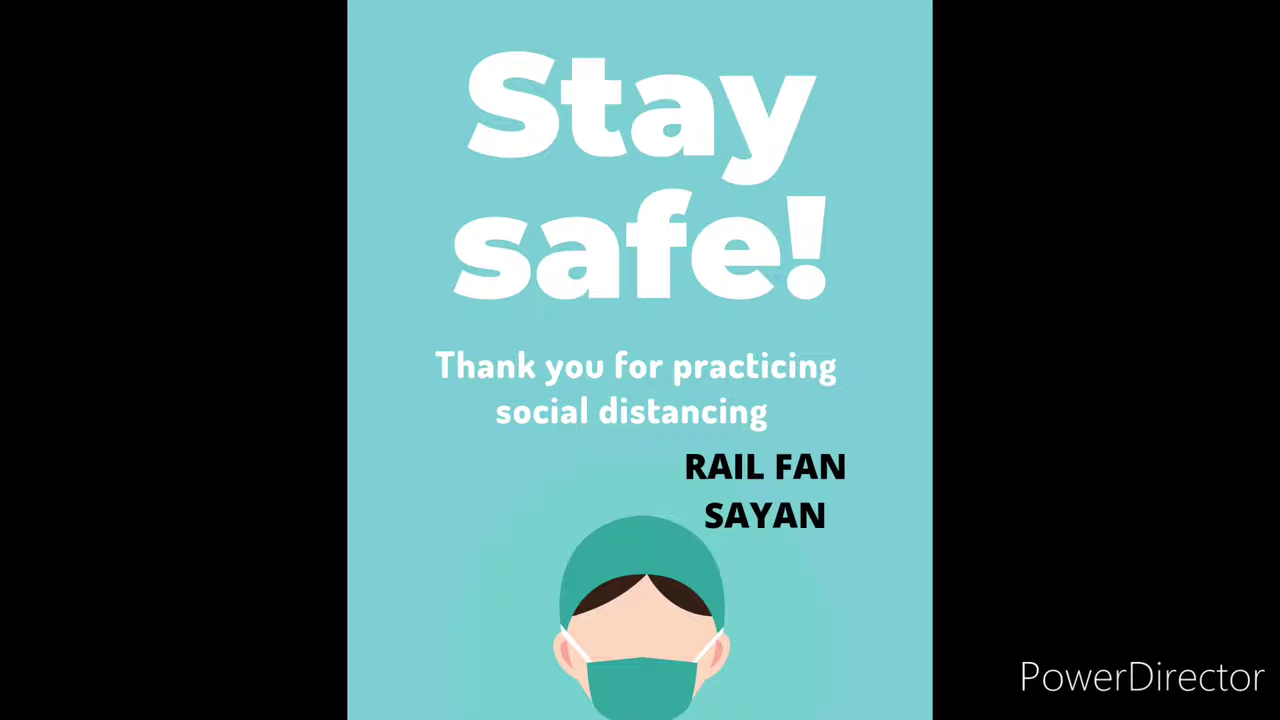 Stay
safe!
Thank you for practicing
social distancing
RAIL FAN
SAYAN
PowerDirector